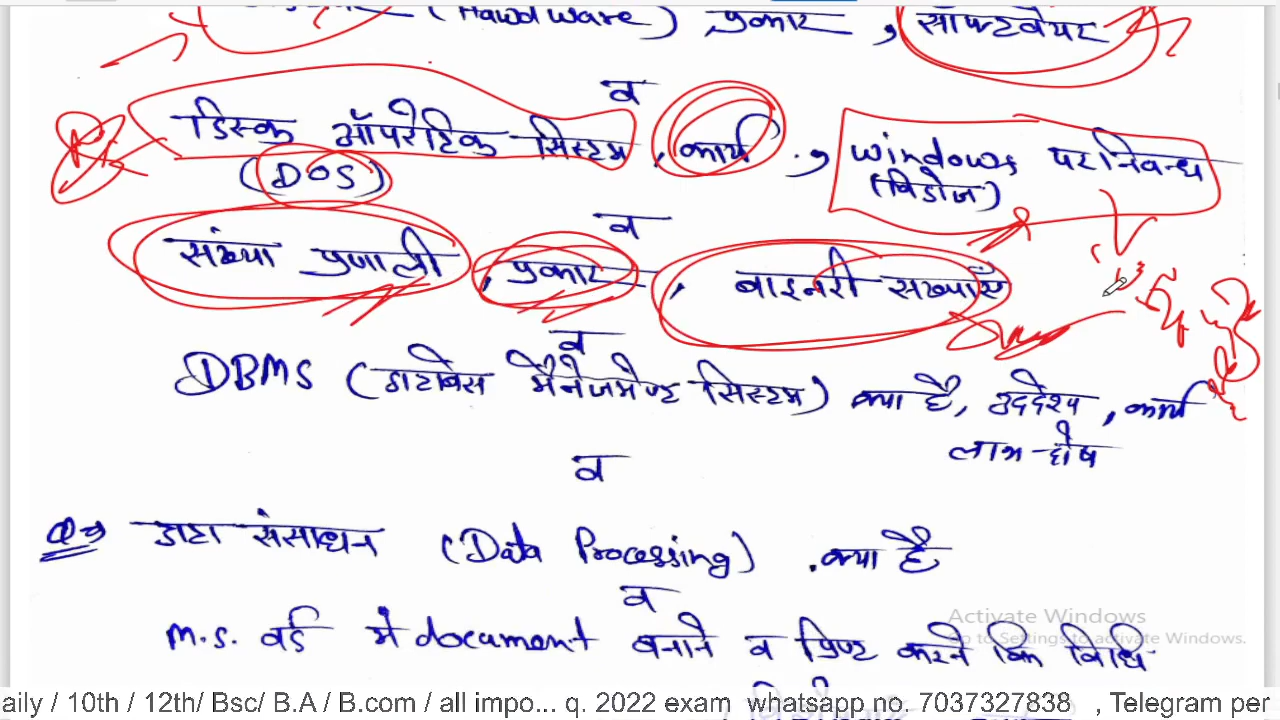 (Hardware) प्रकार , सॉफ्टवेयर
व
डिस्क ऑपरेटिक सिस्टम , कार्य , windows पर निबन्ध
(DOS) (विडोज)
व
संख्या प्रणाली , प्रकार , बाइनरी संख्याएँ
व
DBMS (डाटाबेस मैनेजमेण्ट सिस्टम) क्या है, उददेश्य , कार्य
लाभ-दोष
व
Q⇒ डाटा संसाधन (Data Processing) . क्या है
व
M.S. वर्ड में document बनाने व प्रिण्ट करने कि विधि
Activate Windows
Go to Settings to activate Windows.
aily / 10th / 12th/ Bsc/ B.A / B.com / all impo... q. 2022 exam whatsapp no. 7037327838 , Telegram per